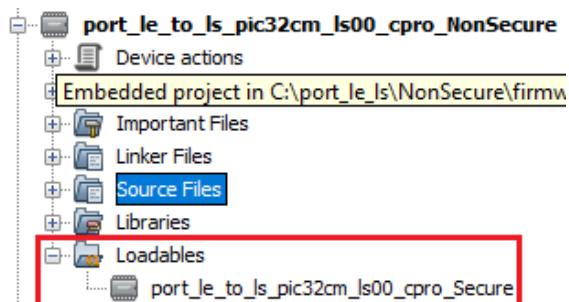 port_le_to_ls_pic32cm_ls00_cpro_NonSecure
Device actions
Embedded project in C:\port_le_ls\NonSecure\firmw
Important Files
Linker Files
Source Files
Libraries
Loadables
port_le_to_ls_pic32cm_ls00_cpro_Secure